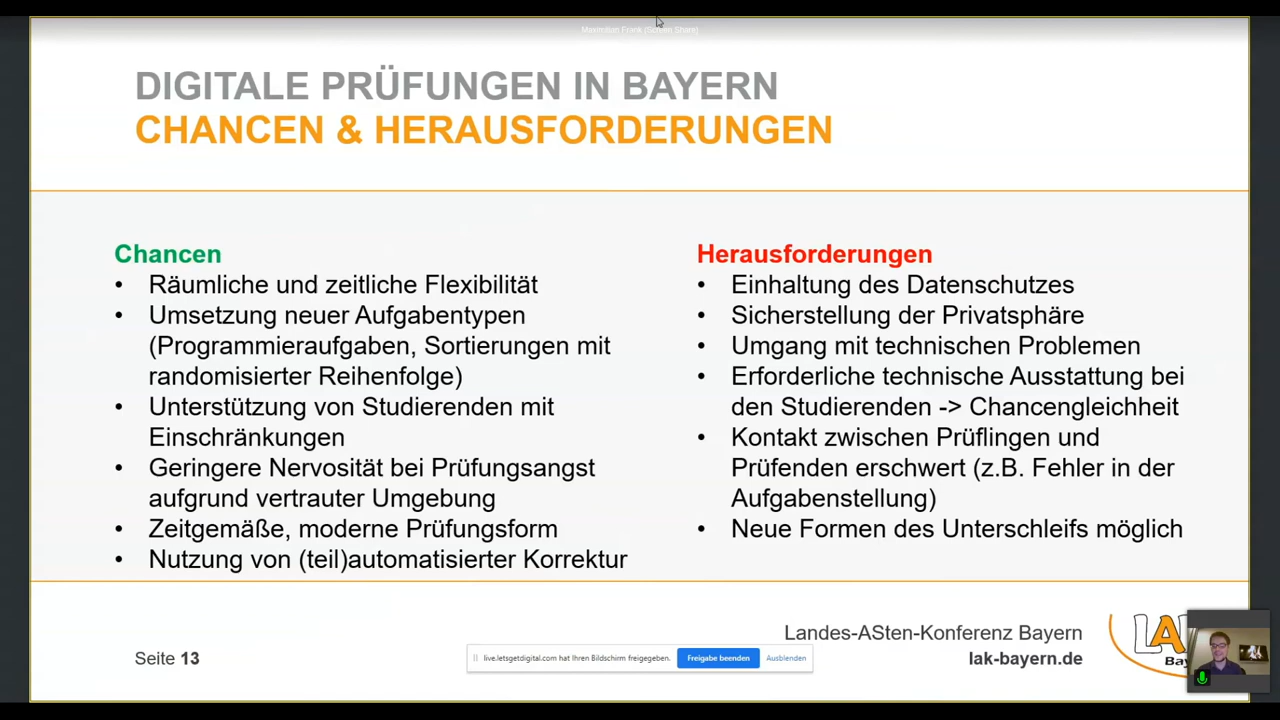 Maximilian Frank (Screen Share)
DIGITALE PRÜFUNGEN IN BAYERN
CHANCEN & HERAUSFORDERUNGEN
Chancen
• Räumliche und zeitliche Flexibilität
• Umsetzung neuer Aufgabentypen
(Programmieraufgaben, Sortierungen mit
randomisierter Reihenfolge)
• Unterstützung von Studierenden mit
Einschränkungen
• Geringere Nervosität bei Prüfungsangst
aufgrund vertrauter Umgebung
• Zeitgemäße, moderne Prüfungsform
• Nutzung von (teil)automatisierter Korrektur
Herausforderungen
• Einhaltung des Datenschutzes
• Sicherstellung der Privatsphäre
• Umgang mit technischen Problemen
• Erforderliche technische Ausstattung bei
den Studierenden -> Chancengleichheit
• Kontakt zwischen Prüflingen und
Prüfenden erschwert (z.B. Fehler in der
Aufgabenstellung)
• Neue Formen des Unterschleifs möglich
Seite 13
live.letsgetdigital.com hat Ihren Bildschirm freigegeben.
Freigabe beenden
Ausblenden
Landes-ASten-Konferenz Bayern
lak-bayern.de